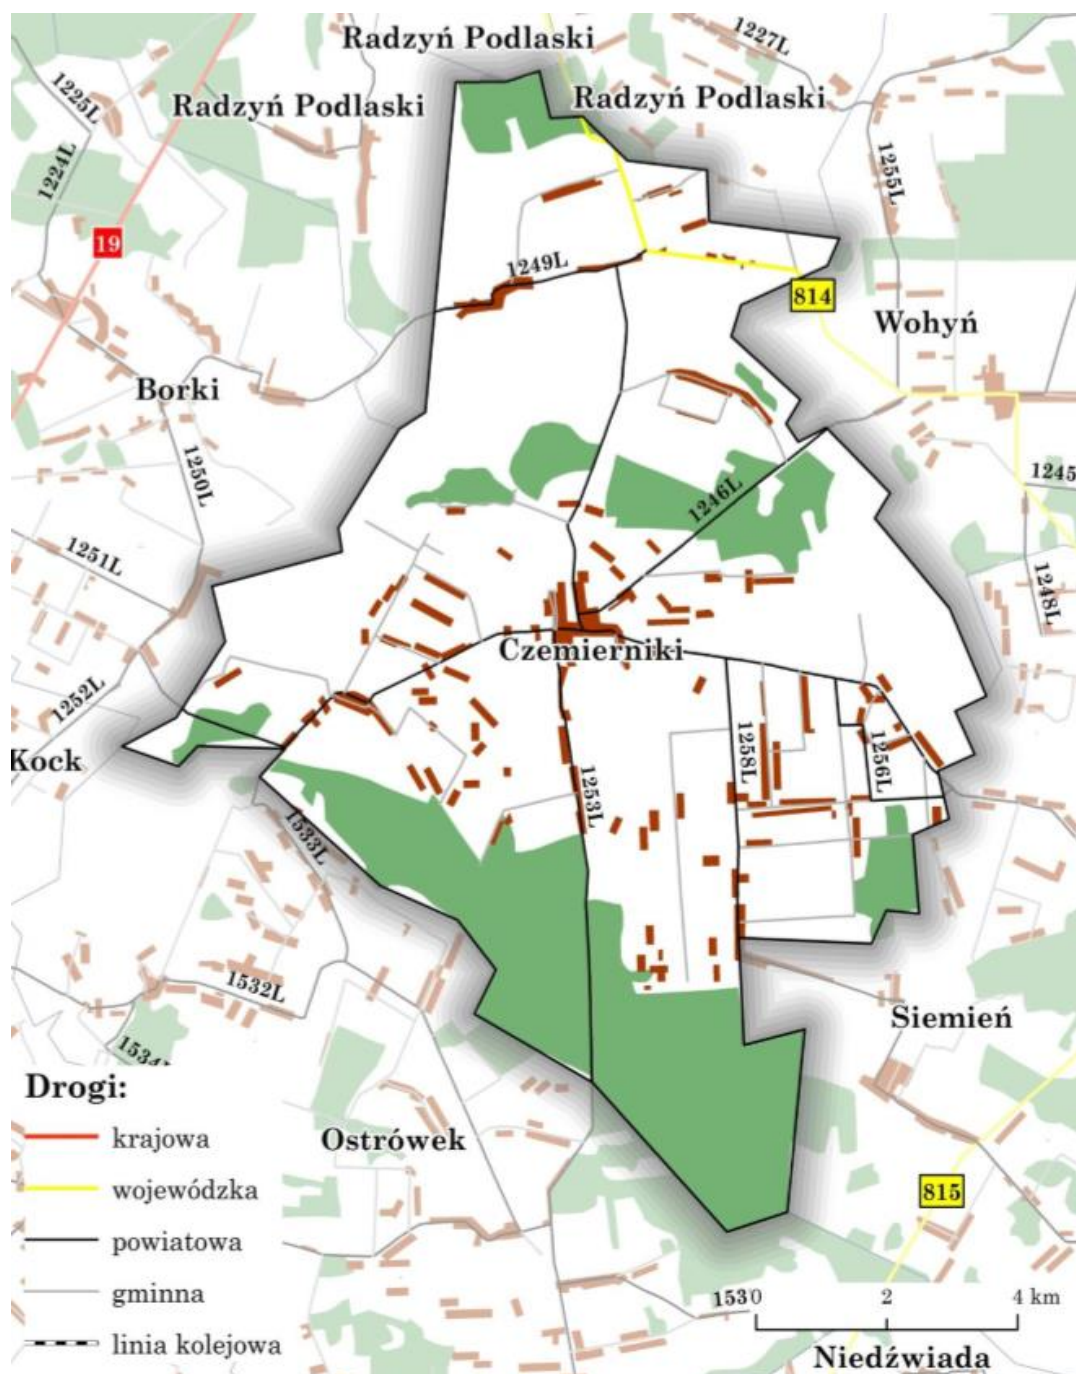 Radzyń Podlaski
1227L
1225L
Radzyń Podlaski
Radzyń Podlaski
1224L
1255L
19
1249L
814
Wohyń
Borki
1250L
1246L
1245
1251L
1248L
Czemierniki
1252L
Kock
1258L
1256L
1253L
1533L
1532L
Siemień
1534L
Drogi:
krajowa
Ostrówek
wojewódzka
815
powiatowa
gminna
1530
0 2 4 km
linia kolejowa
Niedźwiada